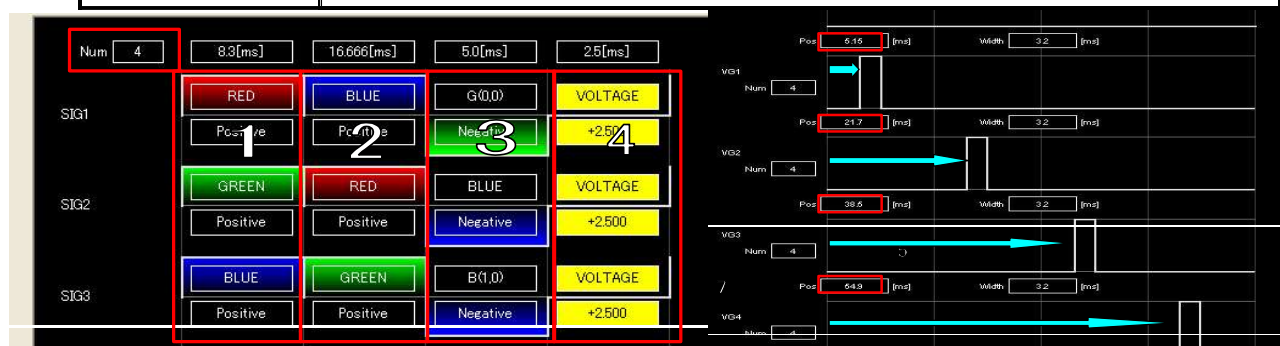 Num 4 8.3[ms] 16.666[ms] 5.0[ms] 2.5[ms]
SIG1 RED BLUE G(0,0) VOLTAGE
Positive Positive Negative +2.500
1 2 3 4
SIG2 GREEN RED BLUE VOLTAGE
Positive Positive Negative +2.500
SIG3 BLUE GREEN B(1,0) VOLTAGE
Positive Positive Negative +2.500
Pos 5.15 [ms] Width 3.2 [ms]
VG1
Num 4
Pos 21.7 [ms] Width 3.2 [ms]
VG2
Num 4
Pos 38.5 [ms] Width 3.2 [ms]
VG3
Num 4
Pos 54.9 [ms] Width 3.2 [ms]
VG4
Num 4